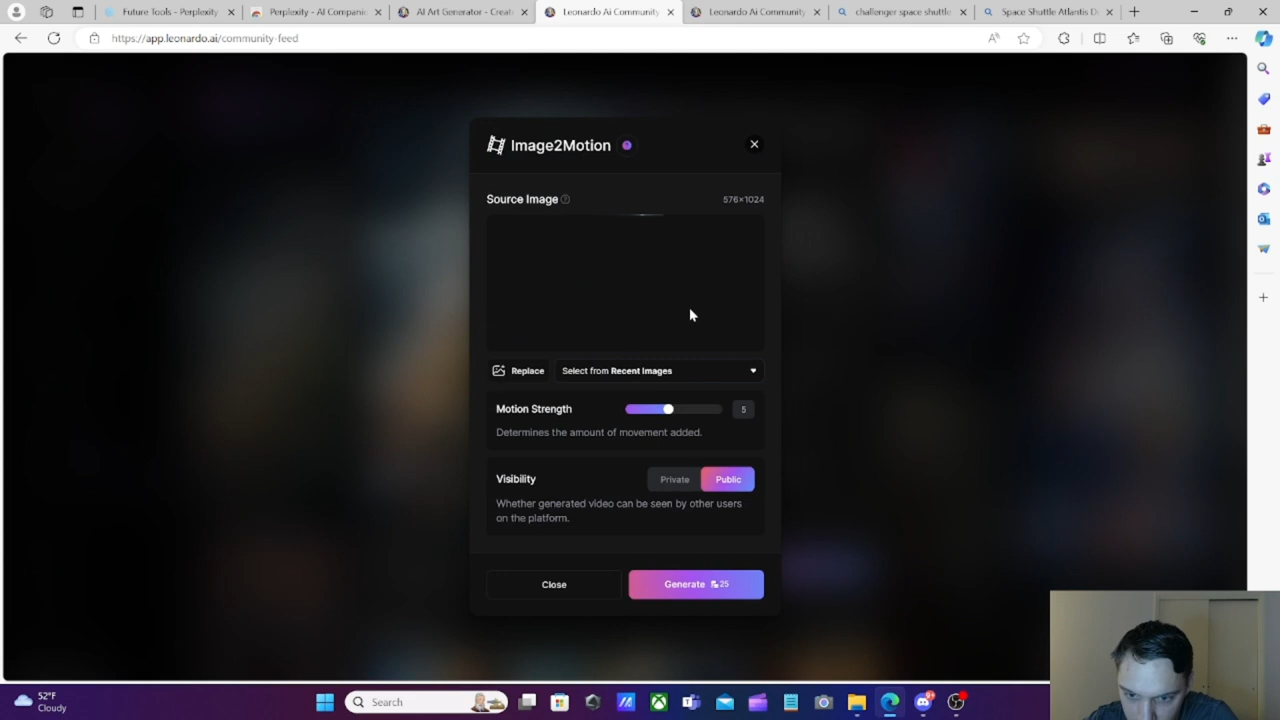 Future Tools - Perplexity
Perplexity - AI Companio
AI Art Generator - Create
Leonardo Ai Community
Leonardo Ai Community
challenger space shuttle
Space Shuttle Atlantis D
https://app.leonardo.ai/community-feed
Image2Motion
Source Image
576×1024
Replace
Select from Recent Images
Motion Strength
5
Determines the amount of movement added.
Visibility
Private
Public
Whether generated video can be seen by other users
on the platform.
Close
Generate 25
52°F
Cloudy
Search